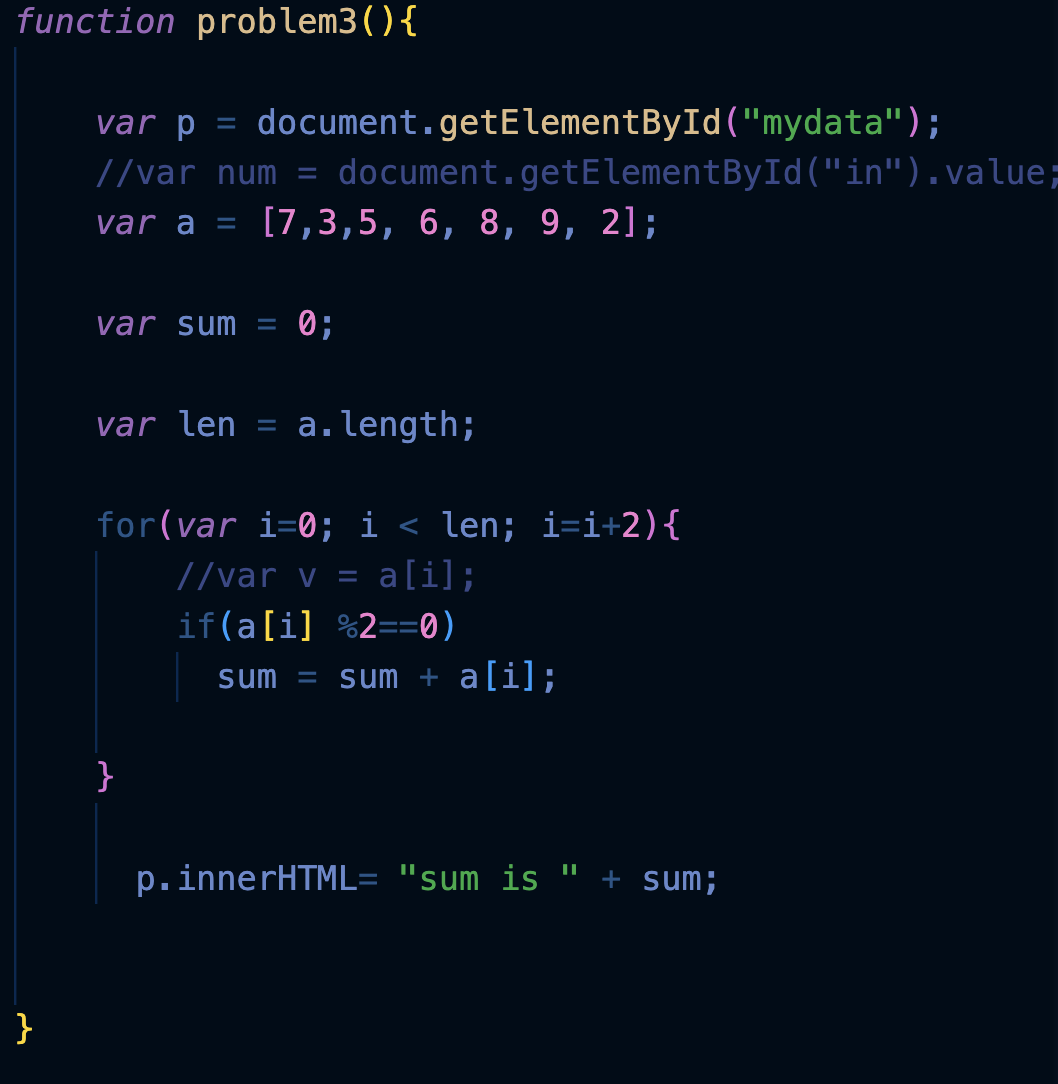 function problem3(){
var p = document.getElementById("mydata");
//var num = document.getElementById("in").value;
var a = [7,3,5, 6, 8, 9, 2];
var sum = 0;
var len = a.length;
for(var i=0; i < len; i=i+2){
//var v = a[i];
if(a[i] %2==0)
sum = sum + a[i];
}
p.innerHTML= "sum is " + sum;
}